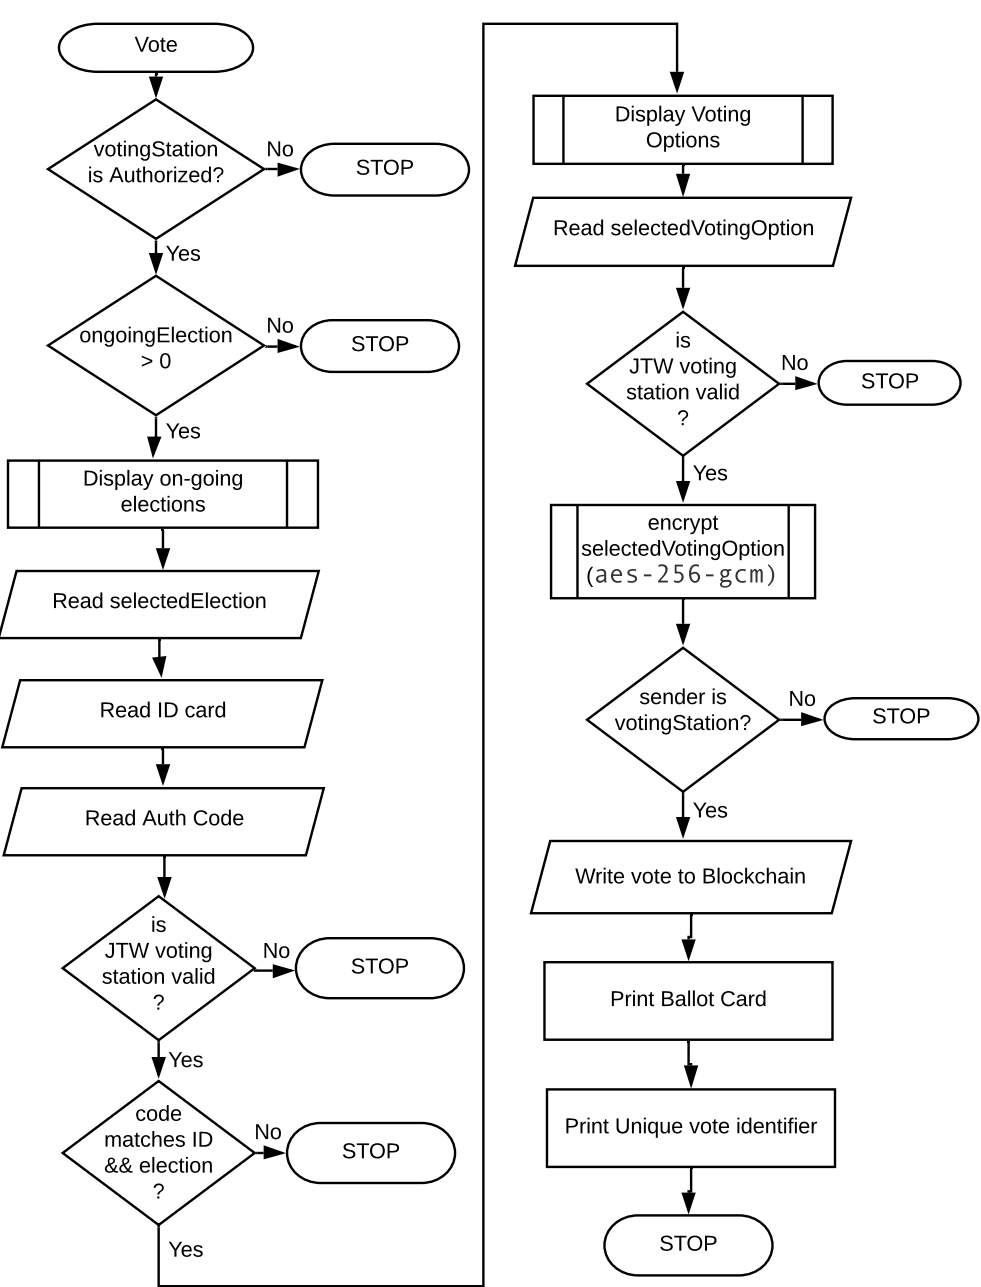 Vote
votingStation
is Authorized?
No
STOP
Yes
ongoingElection
> 0
No
STOP
Yes
Display on-going
elections
Read selectedElection
Read ID card
Read Auth Code
is
JTW voting
station valid
?
No
STOP
Yes
code
matches ID
&& election
?
No
STOP
Yes
Display Voting
Options
Read selectedVotingOption
is
JTW voting
station valid
?
No
STOP
Yes
encrypt
selectedVotingOption
(aes-256-gcm)
sender is
votingStation?
No
STOP
Yes
Write vote to Blockchain
Print Ballot Card
Print Unique vote identifier
STOP